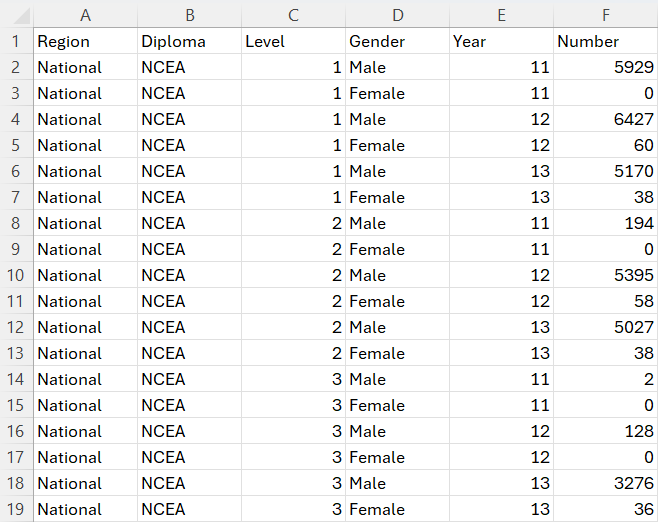 A B C D E F
1 Region Diploma Level Gender Year Number
2 National NCEA 1 Male 11 5929
3 National NCEA 1 Female 11 0
4 National NCEA 1 Male 12 6427
5 National NCEA 1 Female 12 60
6 National NCEA 1 Male 13 5170
7 National NCEA 1 Female 13 38
8 National NCEA 2 Male 11 194
9 National NCEA 2 Female 11 0
10 National NCEA 2 Male 12 5395
11 National NCEA 2 Female 12 58
12 National NCEA 2 Male 13 5027
13 National NCEA 2 Female 13 38
14 National NCEA 3 Male 11 2
15 National NCEA 3 Female 11 0
16 National NCEA 3 Male 12 128
17 National NCEA 3 Female 12 0
18 National NCEA 3 Male 13 3276
19 National NCEA 3 Female 13 36